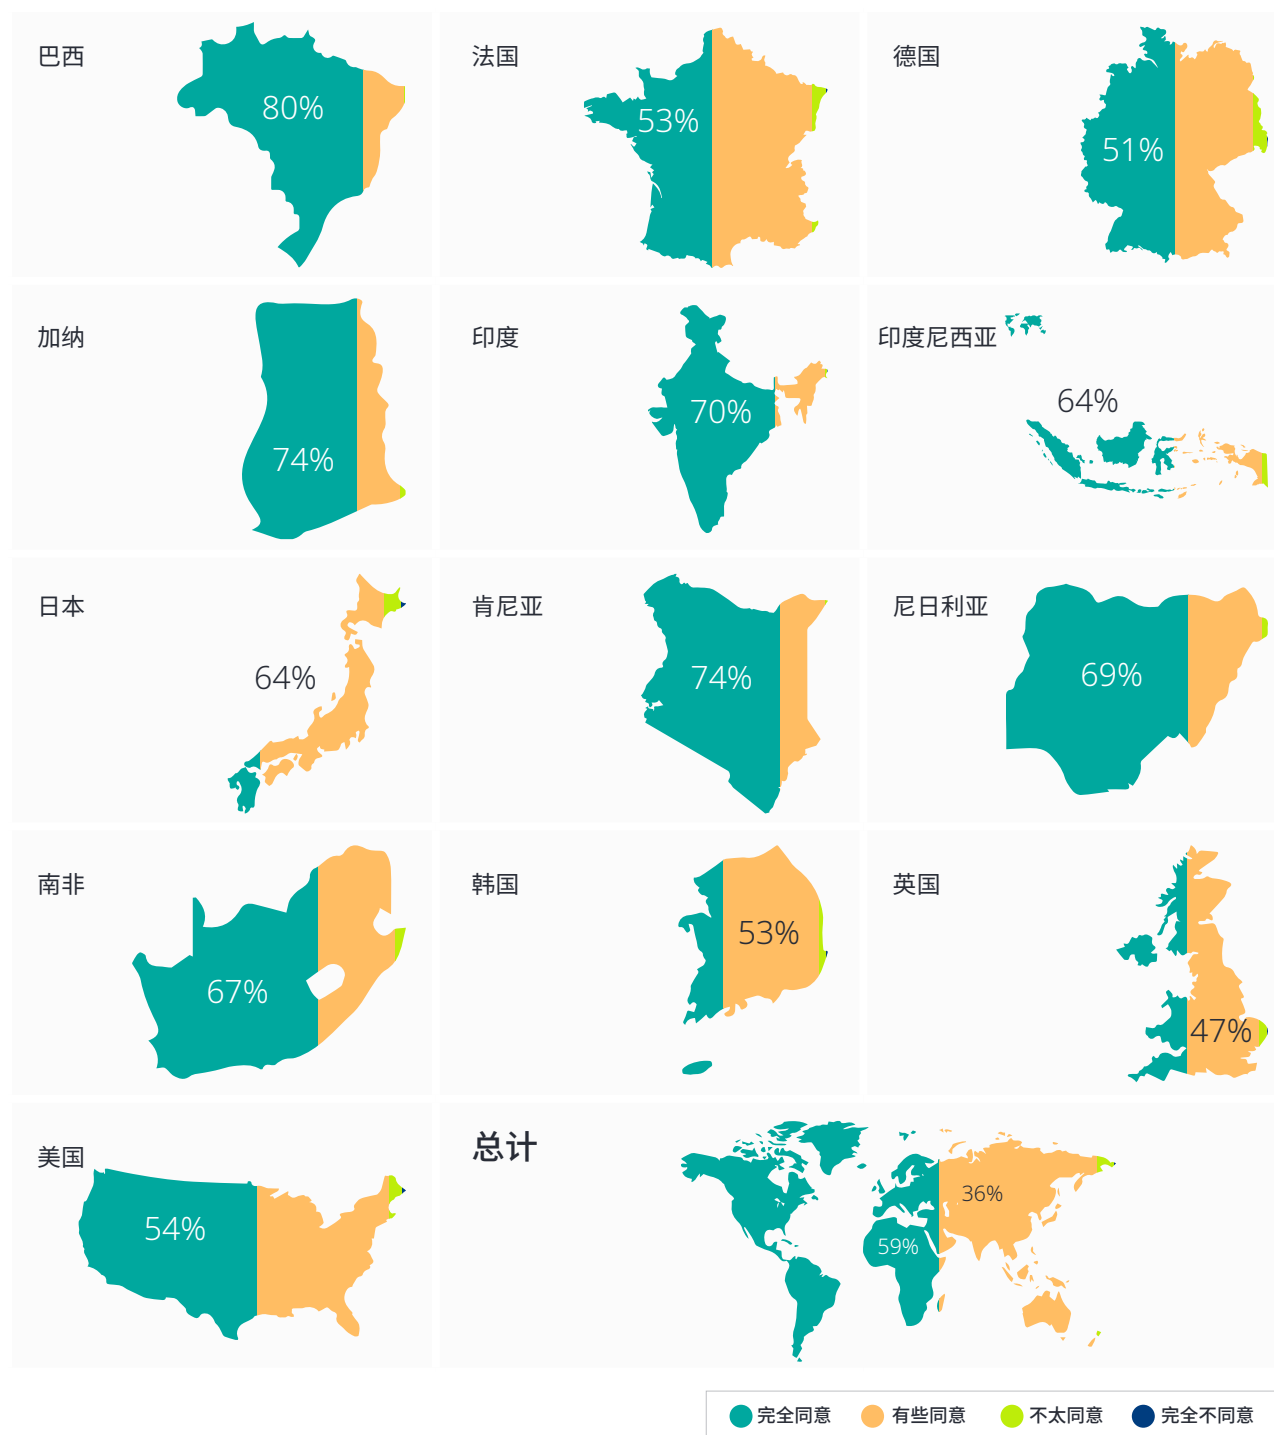 巴西
80%
法国
53%
德国
51%
加纳
74%
印度
70%
印度尼西亚
64%
日本
64%
肯尼亚
74%
尼日利亚
69%
南非
67%
韩国
53%
英国
47%
美国
54%
总计
36%
59%
完全同意 有些同意 不太同意 完全不同意